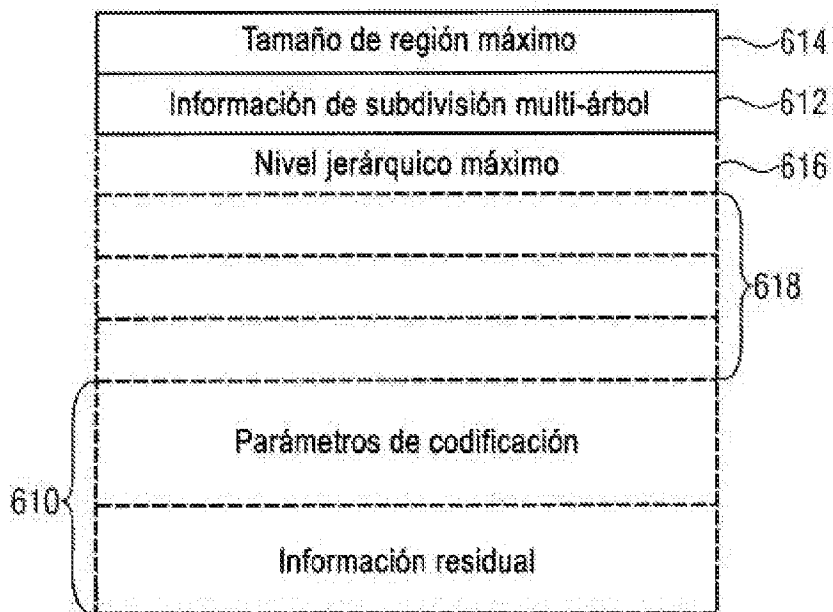 Tamaño de región máximo 614
Información de subdivisión multi-árbol 612
Nivel jerárquico máximo 616
618
Parámetros de codificación
610
Información residual